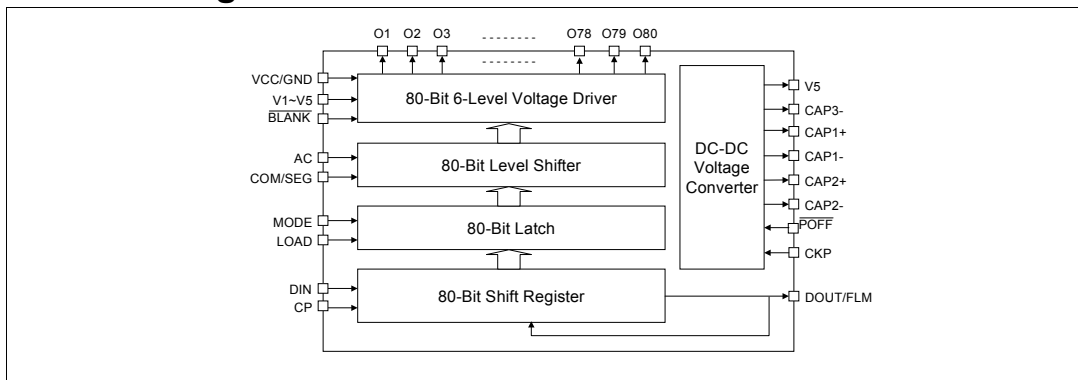 O1 O2 O3 O78 O79 O80
VCC/GND
V1~V5
BLANK
80-Bit 6-Level Voltage Driver
AC
COM/SEG
80-Bit Level Shifter
MODE
LOAD
80-Bit Latch
DIN
CP
80-Bit Shift Register
DC-DC
Voltage
Converter
V5
CAP3-
CAP1+
CAP1-
CAP2+
CAP2-
POFF
CKP
DOUT/FLM